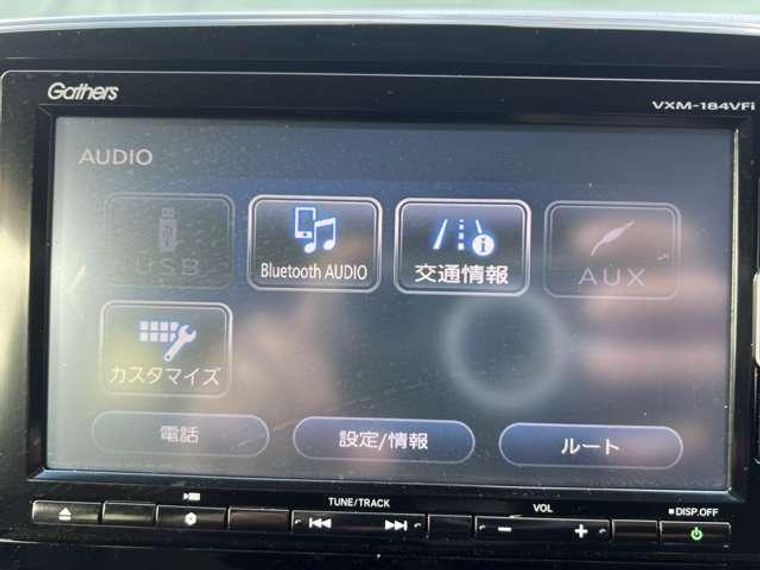 Gathers
VXM-184VFi
AUDIO
USB
Bluetooth AUDIO
交通情報
AUX
カスタマイズ
電話
設定/情報
ルート
TUNE/TRACK
VOL
DISP.OFF